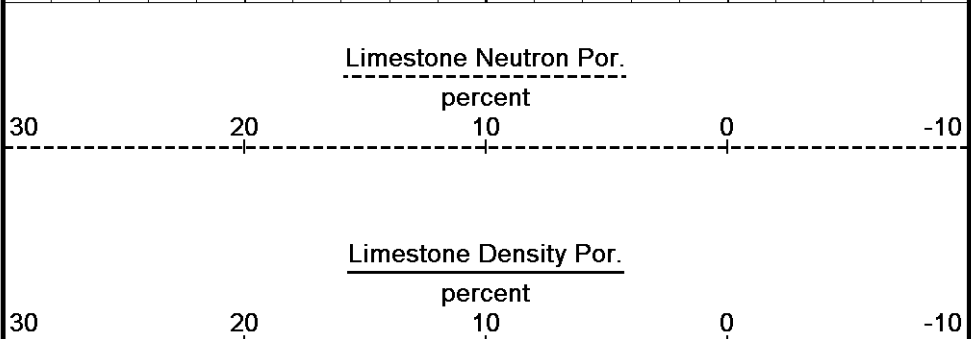 Limestone Neutron Por.
percent
30 20 10 0 -10
Limestone Density Por.
percent
30 20 10 0 -10